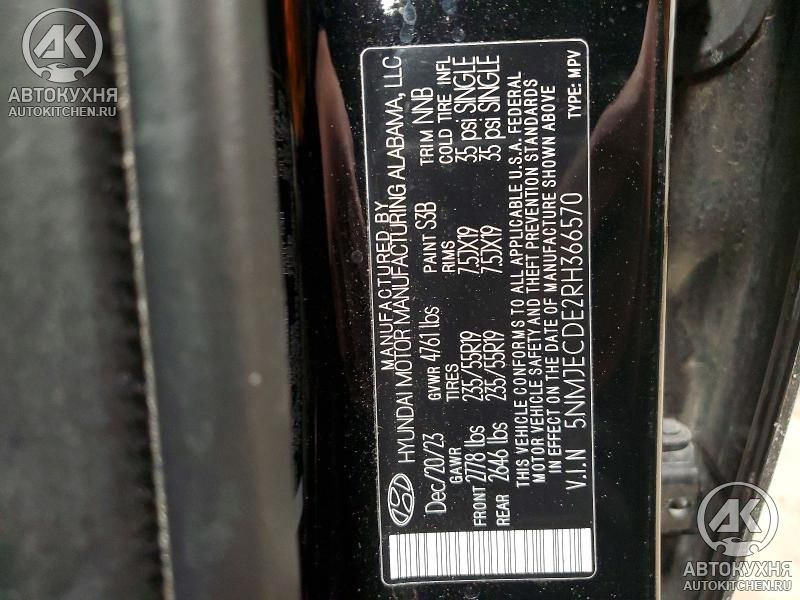 MANUFACTURED BY
HYUNDAI MOTOR MANUFACTURING ALABAMA, LLC
Dec/20/23 GVWR 4761 lbs PAINT S3B TRIM NNB
GAWR TIRES RIMS COLD TIRE INFL
FRONT 2778 lbs 235/55R19 7.5JX19 35 psi SINGLE
REAR 2646 lbs 235/55R19 7.5JX19 35 psi SINGLE
THIS VEHICLE CONFORMS TO ALL APPLICABLE U.S.A. FEDERAL
MOTOR VEHICLE SAFETY AND THEFT PREVENTION STANDARDS
IN EFFECT ON THE DATE OF MANUFACTURE SHOWN ABOVE
V.I.N 5NMJECDE2RH366570 TYPE: MPV
АК
АВТОКУХНЯ
AUTOKITCHEN.RU
АК
АВТОКУХНЯ
AUTOKITCHEN.RU